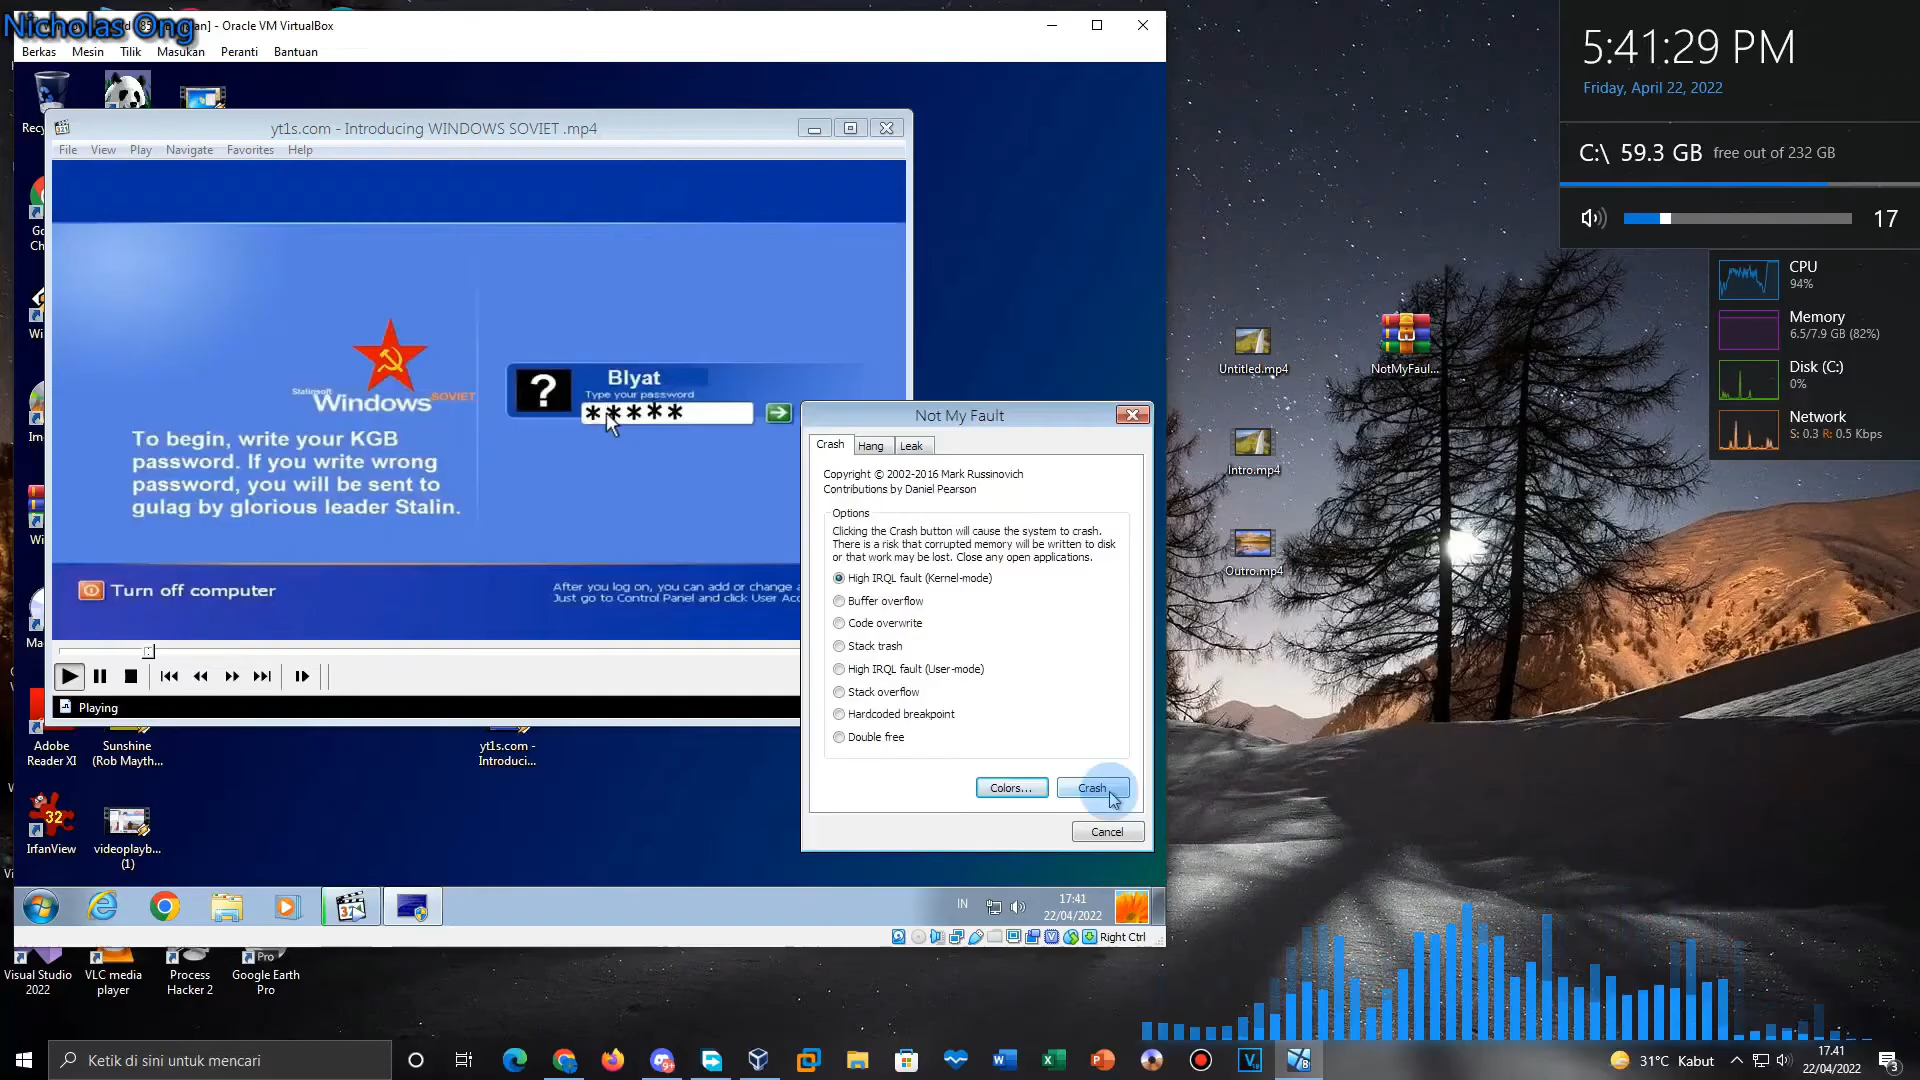 Nicholas Ong
an] - Oracle VM VirtualBox
Berkas Mesin Tilik Masukan Peranti Bantuan
yt1s.com - Introducing WINDOWS SOVIET .mp4
File View Play Navigate Favorites Help
Windows SOVIET
To begin, write your KGB
password. If you write wrong
password, you will be sent to
gulag by glorious leader Stalin.
?
Blyat
Type your password
*****
Turn off computer
After you log on, you can add or change a
Just go to Control Panel and click User Acc
Playing
Adobe
Reader XI
Sunshine
(Rob Mayth...
yt1s.com -
Introduci...
IrfanView
videoplayb...
(1)
Not My Fault
Crash Hang Leak
Copyright © 2002-2016 Mark Russinovich
Contributions by Daniel Pearson
Options
Clicking the Crash button will cause the system to crash.
There is a risk that corrupted memory will be written to disk
or that work may be lost. Close any open applications.
High IRQL fault (Kernel-mode)
Buffer overflow
Code overwrite
Stack trash
High IRQL fault (User-mode)
Stack overflow
Hardcoded breakpoint
Double free
Colors... Crash
Cancel
IN
17:41
22/04/2022
Right Ctrl
Visual Studio
2022
VLC media
player
Process
Hacker 2
Google Earth
Pro
Untitled.mp4
Intro.mp4
Outro.mp4
NotMyFaul...
5:41:29 PM
Friday, April 22, 2022
C:\ 59.3 GB free out of 232 GB
17
CPU
94%
Memory
6.5/7.9 GB (82%)
Disk (C:)
0%
Network
S: 0.3 R: 0.5 Kbps
Ketik di sini untuk mencari
31°C Kabut
17.41
22/04/2022
3